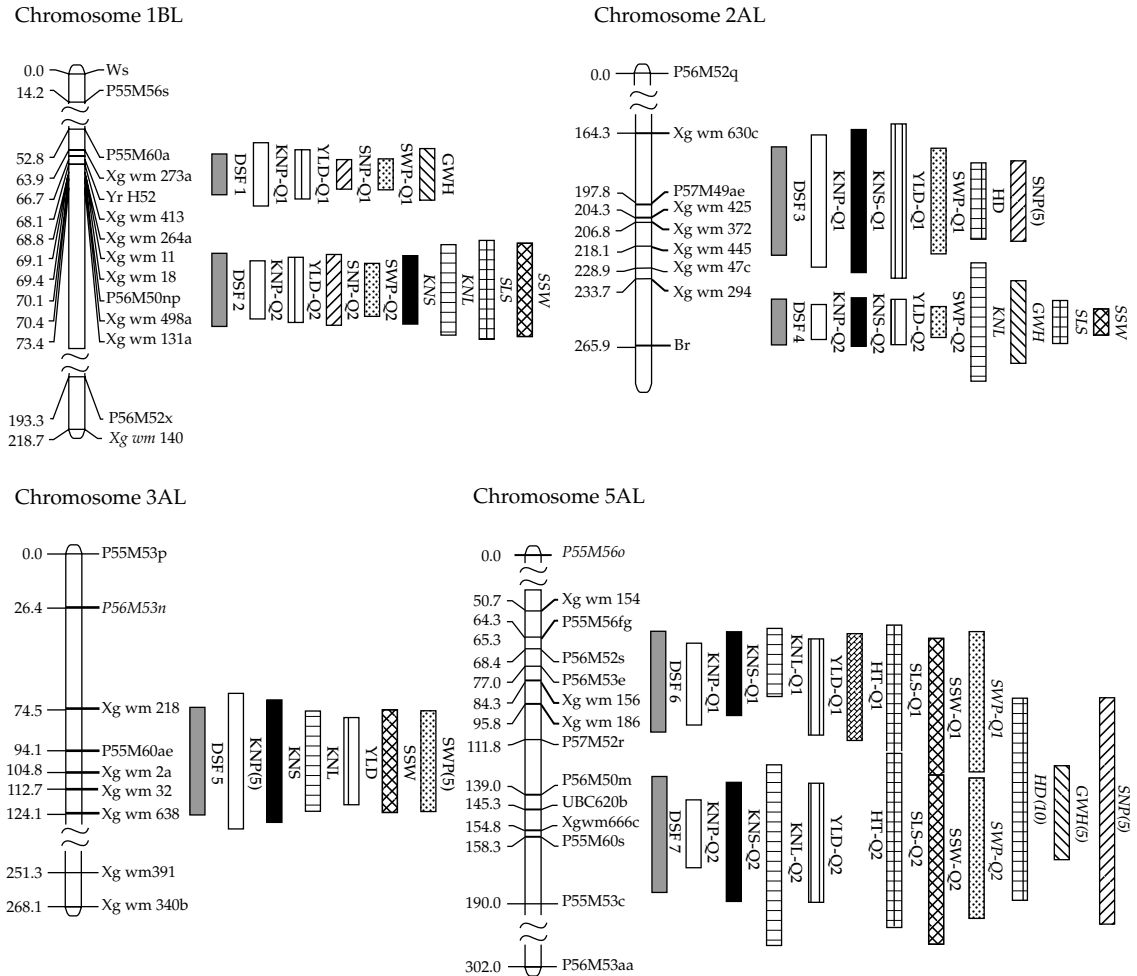 Chromosome 1BL
0.0 Ws
14.2 P55M56s
52.8 P55M60a
63.9 Xg wm 273a
66.7 Yr H52
68.1 Xg wm 413
68.8 Xg wm 264a
69.1 Xg wm 11
69.4 Xg wm 18
70.1 P56M50np
70.4 Xg wm 498a
73.4 Xg wm 131a
193.3 P56M52x
218.7 Xg wm 140
DSF 1
KNP-Q1
YLD-Q1
SNP-Q1
SWP-Q1
GWH
DSF 2
KNP-Q2
YLD-Q2
SNP-Q2
SWP-Q2
KNS
KNL
SLS
SSW
Chromosome 2AL
0.0 P56M52q
164.3 Xg wm 630c
197.8 P57M49ae
204.3 Xg wm 425
206.8 Xg wm 372
218.1 Xg wm 445
228.9 Xg wm 47c
233.7 Xg wm 294
265.9 Br
DSF 3
KNP-Q1
KNS-Q1
YLD-Q1
SWP-Q1
HD
SNP(5)
DSF 4
KNP-Q2
KNS-Q2
YLD-Q2
SWP-Q2
KNL
GWH
SLS
SSW
Chromosome 3AL
0.0 P55M53p
26.4 P56M53n
74.5 Xg wm 218
94.1 P55M60ae
104.8 Xg wm 2a
112.7 Xg wm 32
124.1 Xg wm 638
251.3 Xg wm391
268.1 Xg wm 340b
DSF 5
KNP(5)
KNS
KNL
YLD
SSW
SWP(5)
Chromosome 5AL
0.0 P55M56o
50.7 Xg wm 154
64.3 P55M56fg
65.3
68.4 P56M52s
77.0 P56M53e
84.3 Xg wm 156
95.8 Xg wm 186
111.8 P57M52r
139.0 P56M50m
145.3 UBC620b
154.8 Xgwm666c
158.3 P55M60s
190.0 P55M53c
302.0 P56M53aa
DSF 6
KNP-Q1
KNS-Q1
KNL-Q1
YLD-Q1
HT-Q1
SLS-Q1
SSW-Q1
SWP-Q1
DSF 7
KNP-Q2
KNS-Q2
KNL-Q2
YLD-Q2
HT-Q2
SLS-Q2
SSW-Q2
SWP-Q2
HD(10)
GWH(5)
SNP(5)